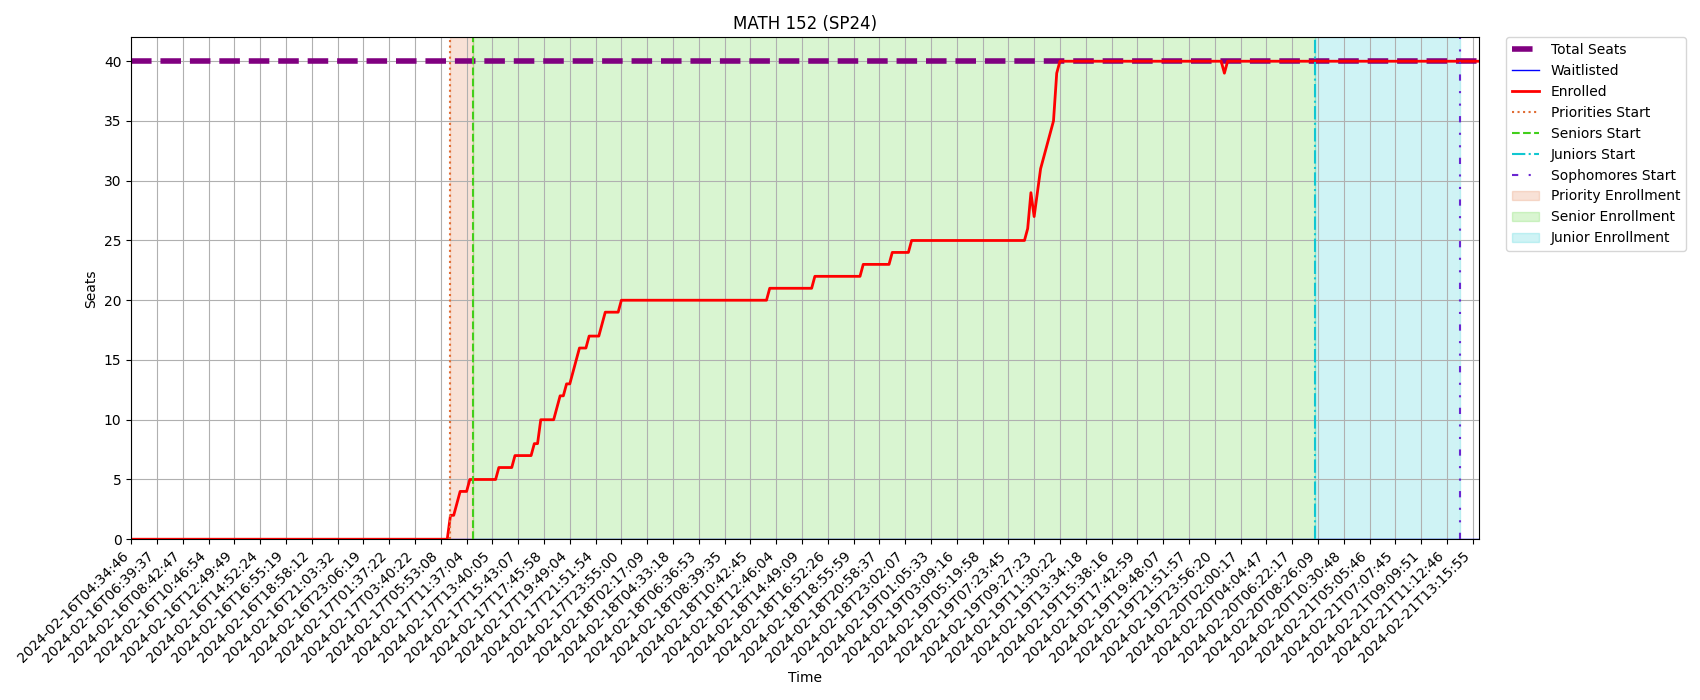 MATH 152 (SP24)
Seats
40
35
30
25
20
15
10
5
0
2024-02-16T04:34:46
2024-02-16T06:39:37
2024-02-16T08:42:47
2024-02-16T10:46:54
2024-02-16T12:49:49
2024-02-16T14:52:24
2024-02-16T16:55:19
2024-02-16T18:58:12
2024-02-16T21:03:32
2024-02-16T23:06:19
2024-02-17T01:37:22
2024-02-17T03:40:22
2024-02-17T05:53:08
2024-02-17T11:37:04
2024-02-17T13:40:05
2024-02-17T15:43:07
2024-02-17T17:45:58
2024-02-17T19:49:04
2024-02-17T21:51:54
2024-02-17T23:55:00
2024-02-18T02:17:09
2024-02-18T04:33:18
2024-02-18T06:36:53
2024-02-18T08:39:35
2024-02-18T10:42:45
2024-02-18T12:46:04
2024-02-18T14:49:09
2024-02-18T16:52:26
2024-02-18T18:55:59
2024-02-18T20:58:37
2024-02-18T23:02:07
2024-02-19T01:05:33
2024-02-19T03:09:16
2024-02-19T05:19:58
2024-02-19T07:23:45
2024-02-19T09:27:23
2024-02-19T11:30:22
2024-02-19T13:34:18
2024-02-19T15:38:16
2024-02-19T17:42:59
2024-02-19T19:48:07
2024-02-19T21:51:57
2024-02-19T23:56:20
2024-02-20T02:00:17
2024-02-20T04:04:47
2024-02-20T06:22:17
2024-02-20T08:26:09
2024-02-20T10:30:48
2024-02-21T05:05:46
2024-02-21T07:07:45
2024-02-21T09:09:51
2024-02-21T11:12:46
2024-02-21T13:15:55
Time
Total Seats
Waitlisted
Enrolled
Priorities Start
Seniors Start
Juniors Start
Sophomores Start
Priority Enrollment
Senior Enrollment
Junior Enrollment